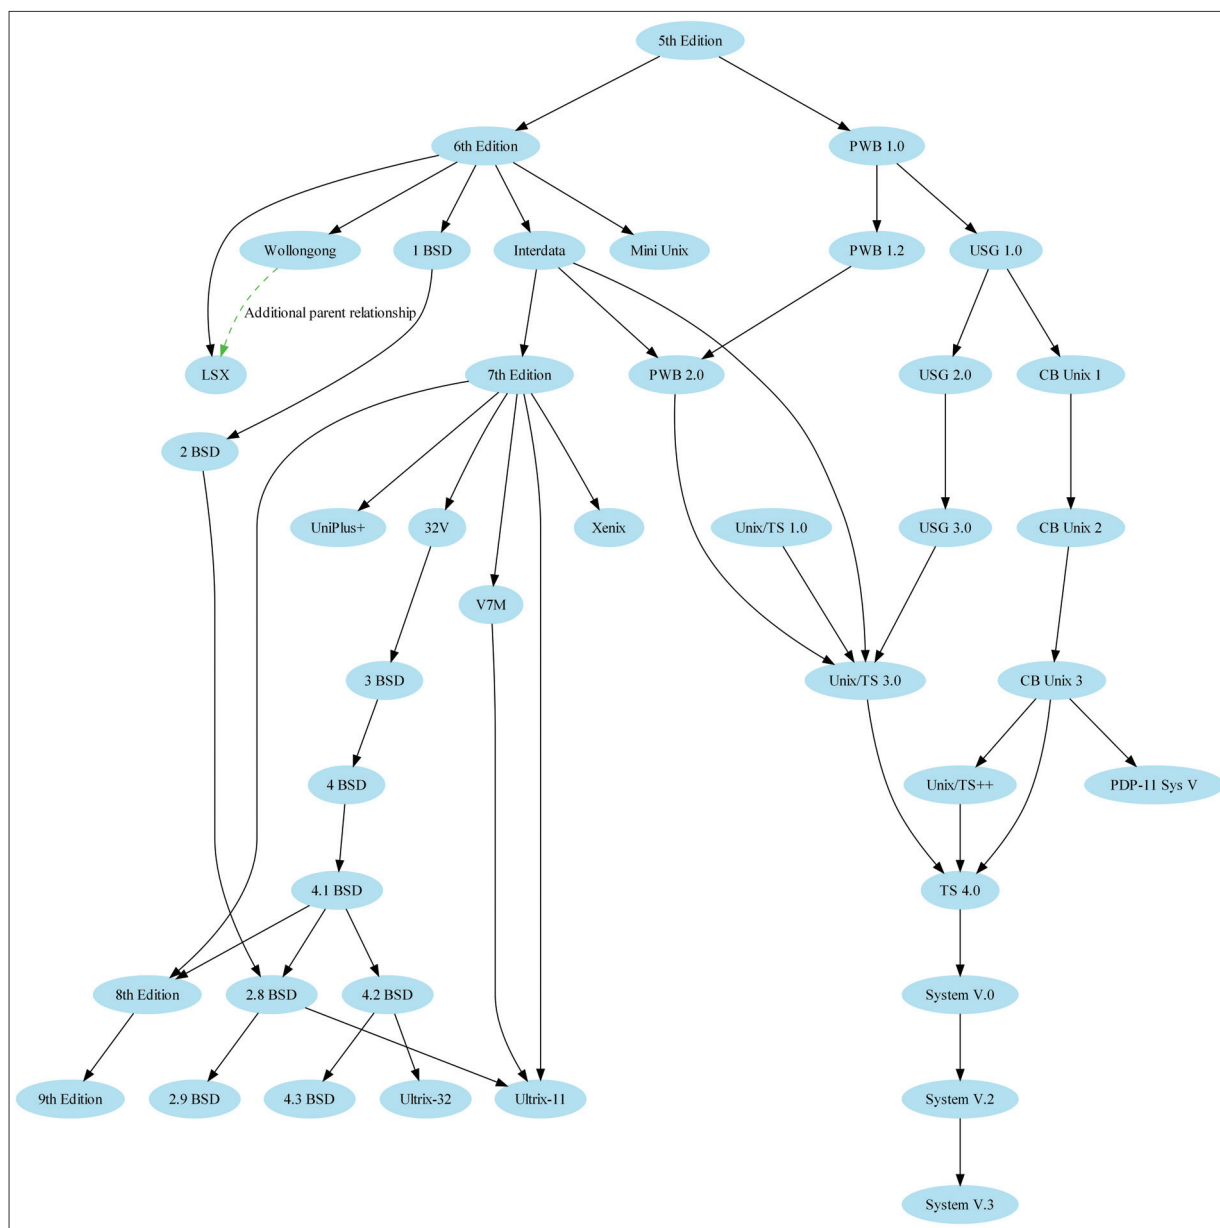 5th Edition
6th Edition
PWB 1.0
Wollongong
1 BSD
Interdata
Mini Unix
PWB 1.2
USG 1.0
Additional parent relationship
LSX
7th Edition
PWB 2.0
USG 2.0
CB Unix 1
2 BSD
UniPlus+
32V
Xenix
Unix/TS 1.0
USG 3.0
CB Unix 2
V7M
3 BSD
Unix/TS 3.0
CB Unix 3
4 BSD
Unix/TS++
PDP-11 Sys V
4.1 BSD
TS 4.0
8th Edition
2.8 BSD
4.2 BSD
System V.0
9th Edition
2.9 BSD
4.3 BSD
Ultrix-32
Ultrix-11
System V.2
System V.3